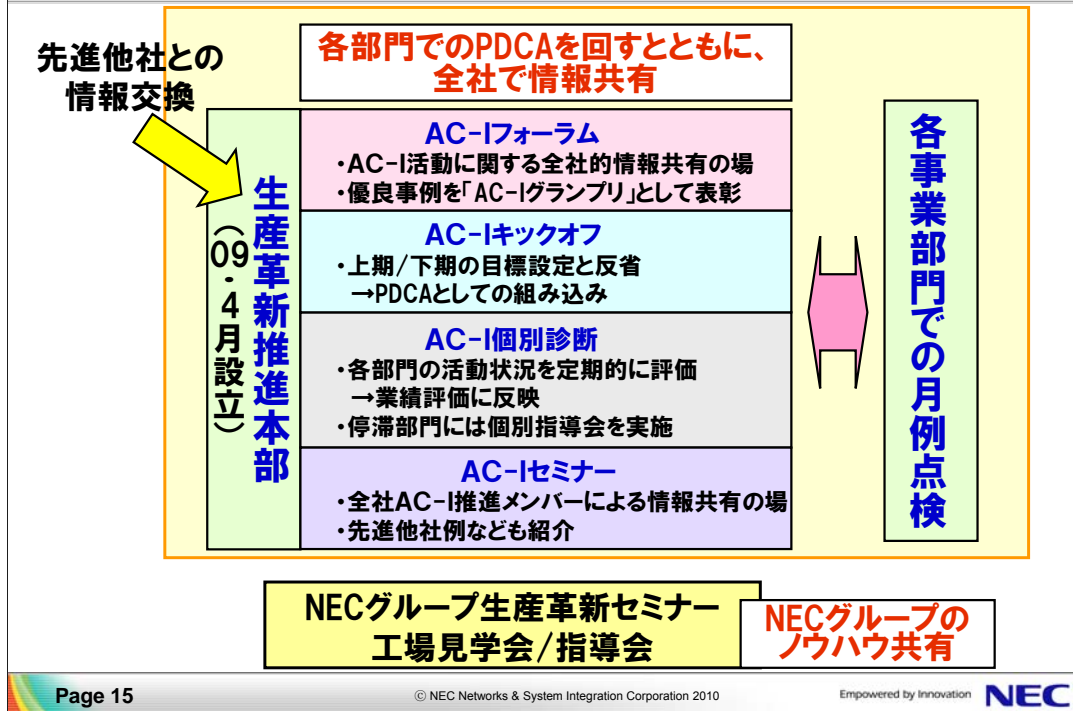 先進他社との
情報交換
各部門でのPDCAを回すとともに、
全社で情報共有
生産革新推進本部
（09・4月設立）
AC-Iフォーラム
・AC-I活動に関する全社的情報共有の場
・優良事例を「AC-Iグランプリ」として表彰
AC-Iキックオフ
・上期/下期の目標設定と反省
→PDCAとしての組み込み
AC-I個別診断
・各部門の活動状況を定期的に評価
→業績評価に反映
・停滞部門には個別指導会を実施
AC-Iセミナー
・全社AC-I推進メンバーによる情報共有の場
・先進他社例なども紹介
各事業部門での月例点検
NECグループ生産革新セミナー
工場見学会/指導会
NECグループの
ノウハウ共有
Page 15
© NEC Networks & System Integration Corporation 2010
Empowered by Innovation
NEC